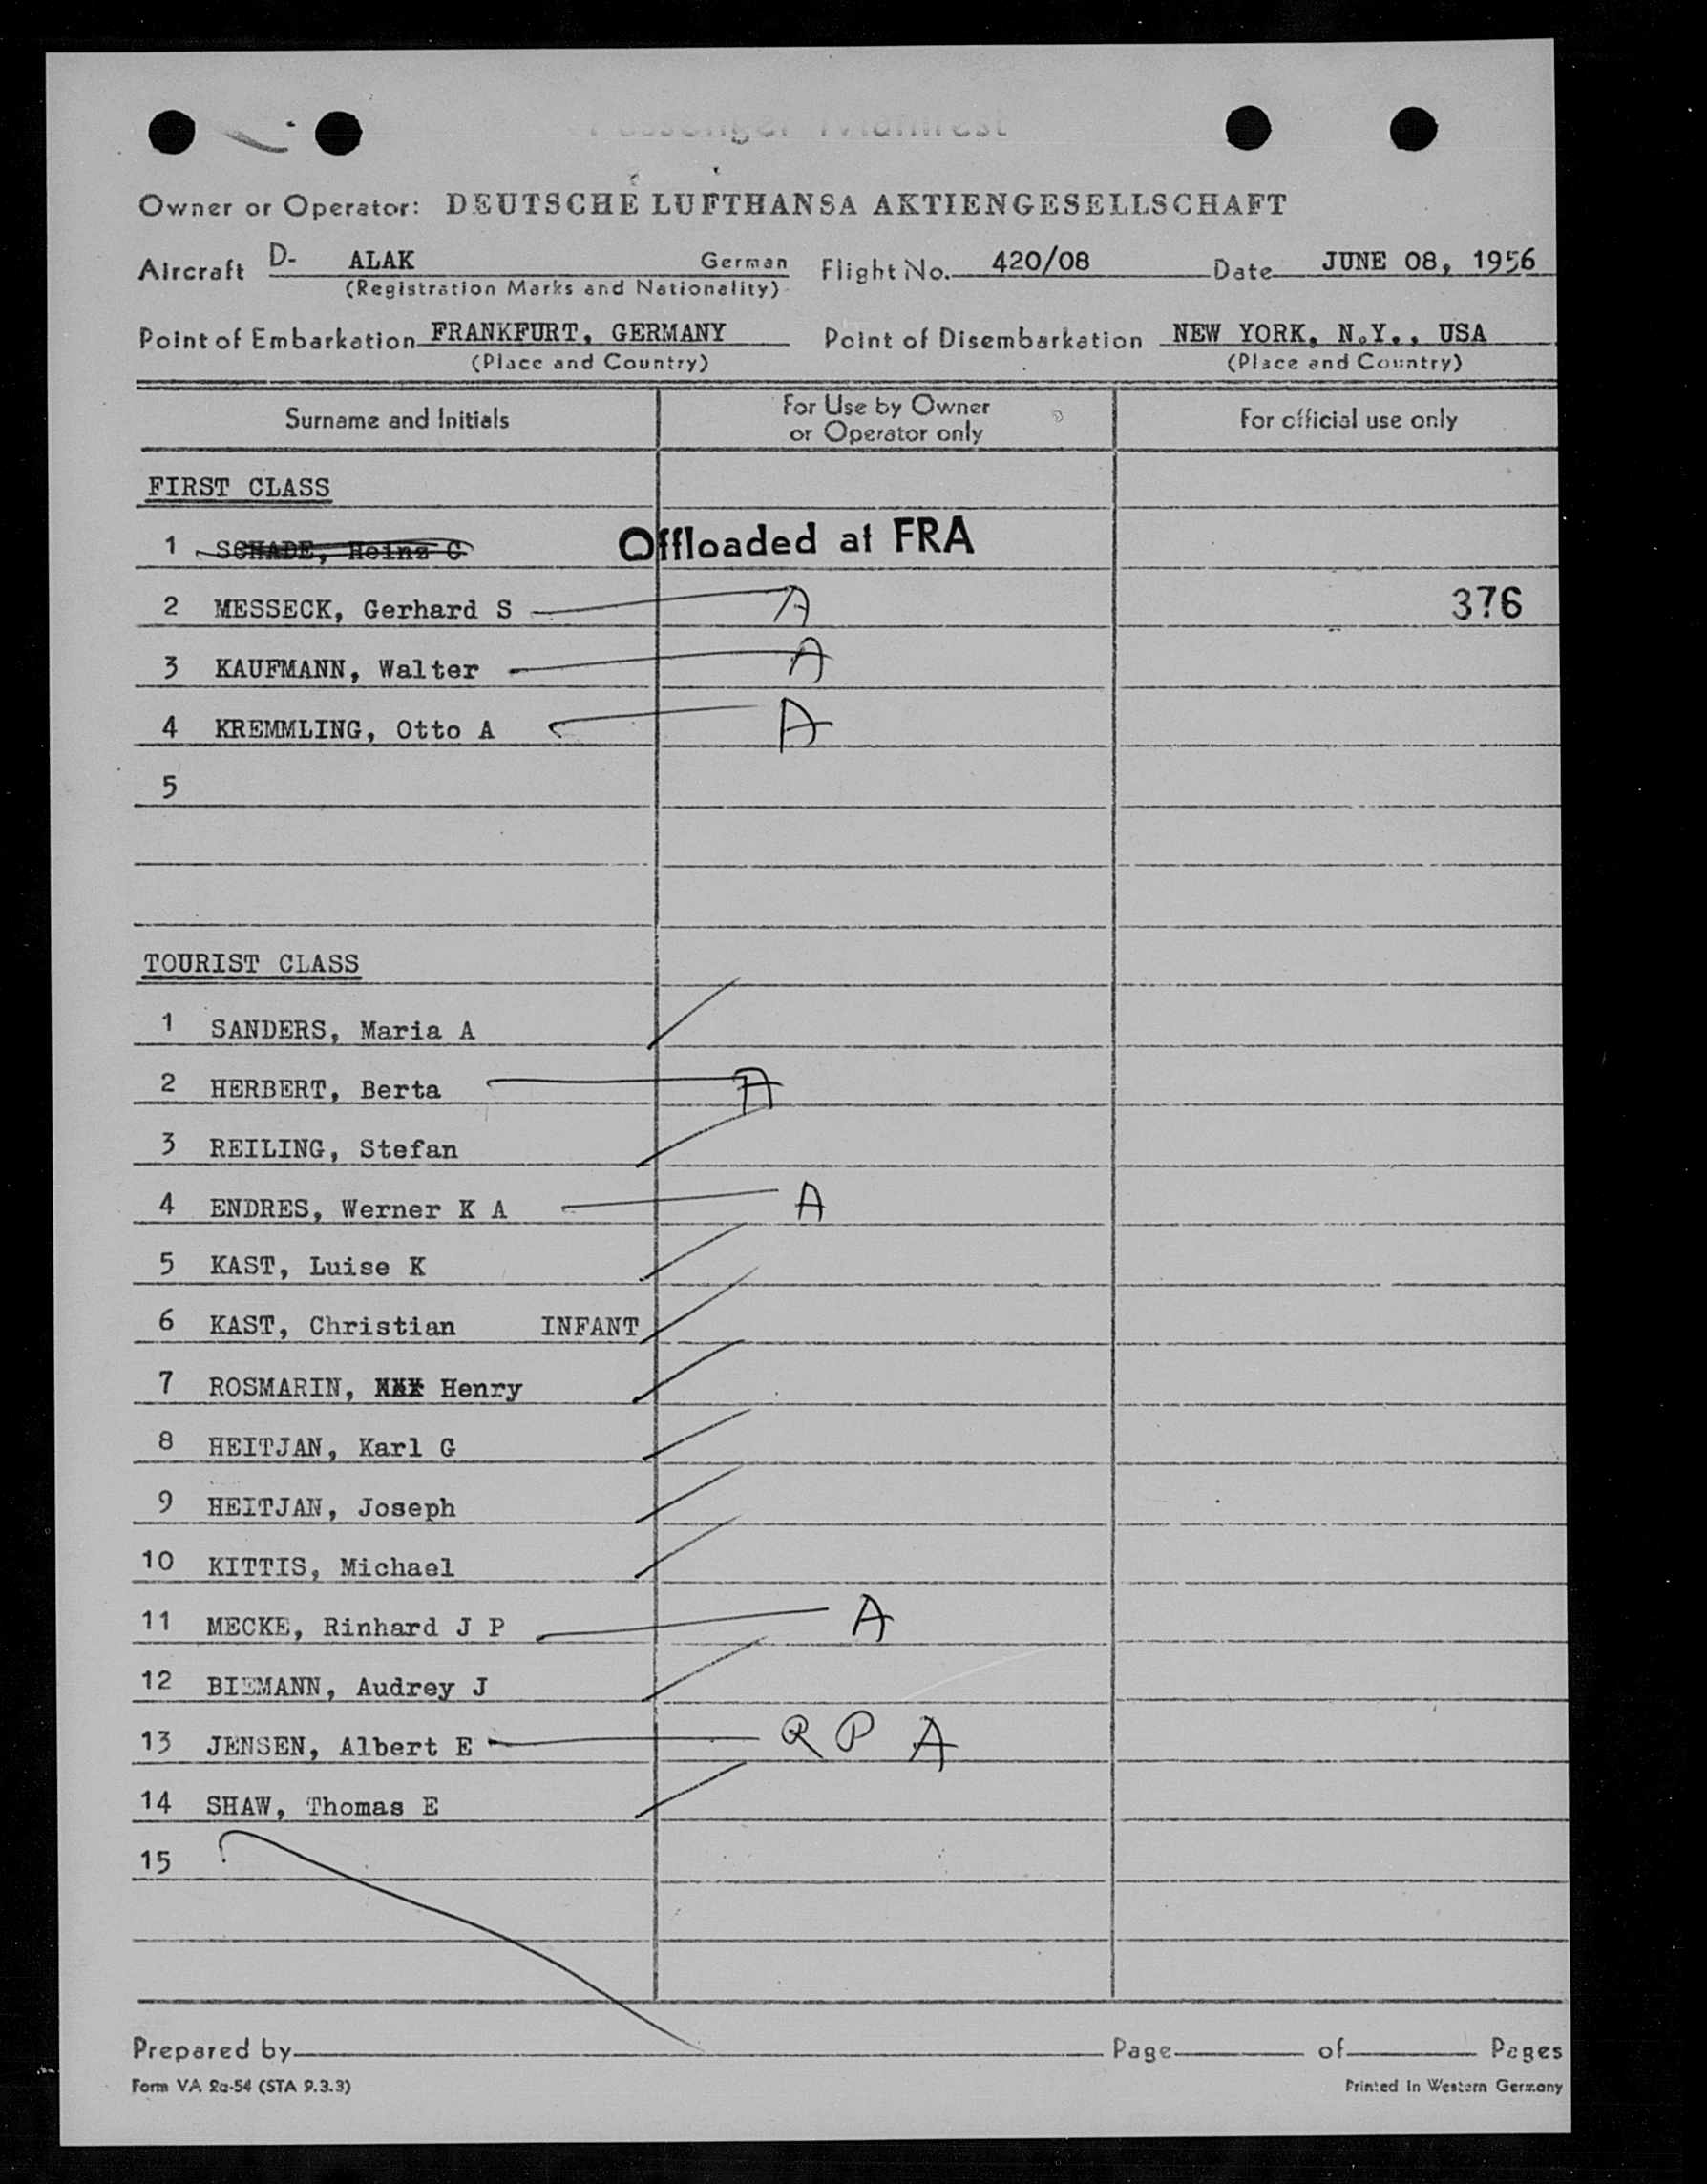 Passenger Manifest
Owner or Operator: DEUTSCHE LUFTHANSA AKTIENGESELLSCHAFT
Aircraft D- ALAK German Flight No. 420/08 Date JUNE 08, 1956
(Registration Marks and Nationality)
Point of Embarkation FRANKFURT, GERMANY Point of Disembarkation NEW YORK, N.Y., USA
(Place and Country) (Place and Country)
Surname and Initials For Use by Owner or Operator only For official use only
FIRST CLASS
1 SCHADE, Heinz C Offloaded at FRA
2 MESSECK, Gerhard S A 376
3 KAUFMANN, Walter A
4 KREMMLING, Otto A A
5
TOURIST CLASS
1 SANDERS, Maria A
2 HERBERT, Berta A
3 REILING, Stefan
4 ENDRES, Werner K A A
5 KAST, Luise K
6 KAST, Christian INFANT
7 ROSMARIN, Henry
8 HEITJAN, Karl G
9 HEITJAN, Joseph
10 KITTIS, Michael
11 MECKE, Rinhard J P A
12 BIEMANN, Audrey J
13 JENSEN, Albert E R P A
14 SHAW, Thomas E
15
Prepared by Page of Pages
Form VA 2a-54 (STA 9.3.3) Printed in Western Germany